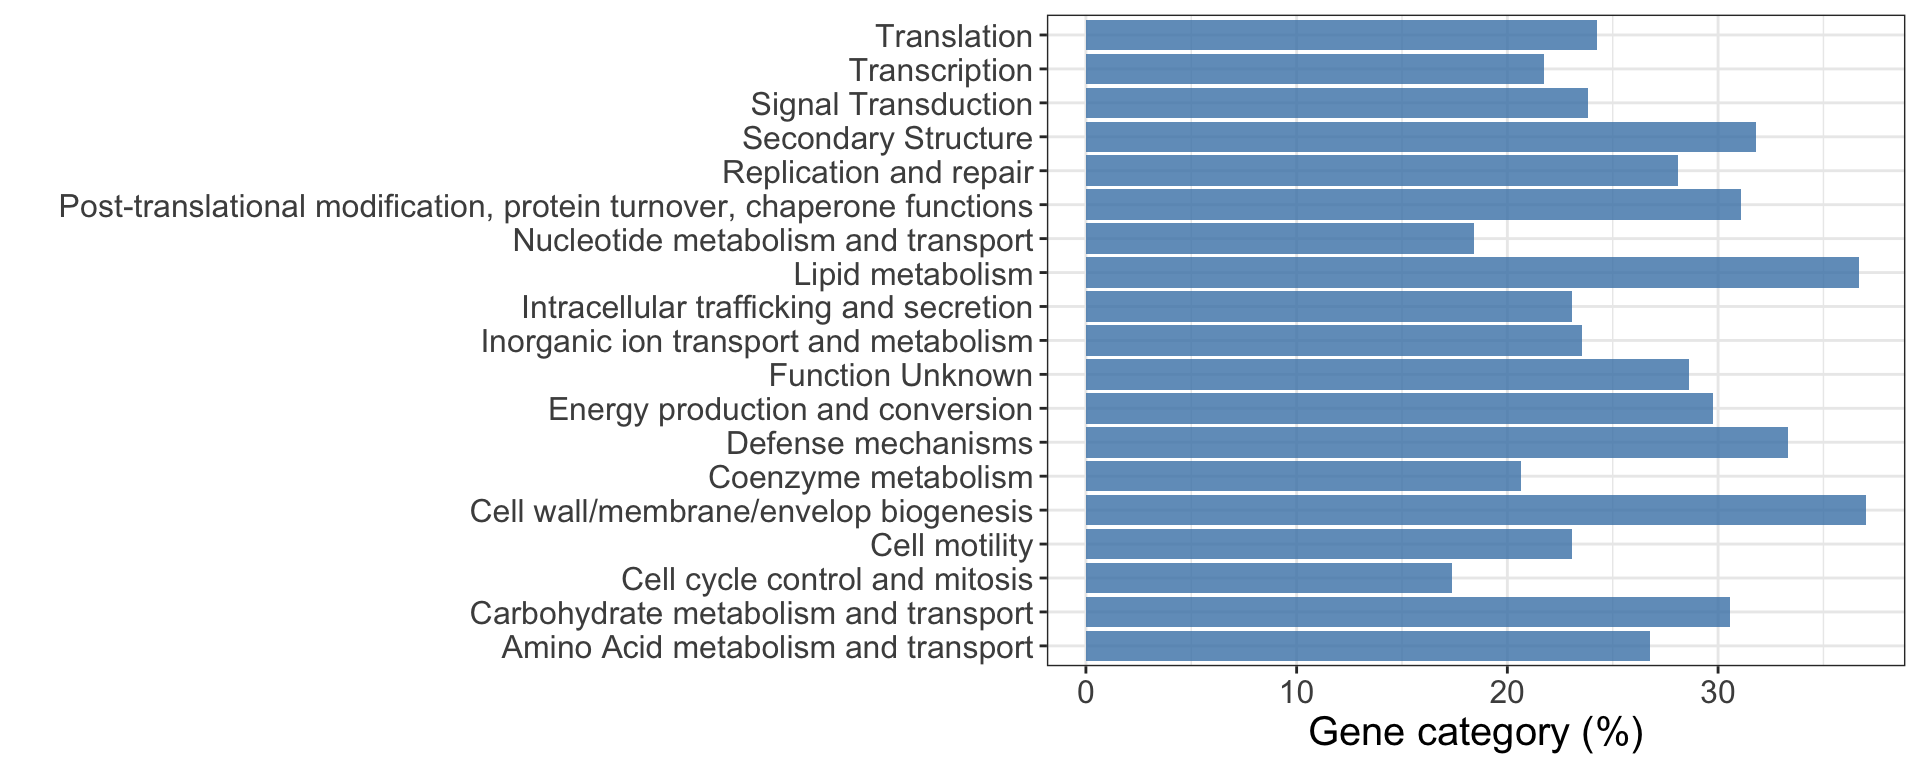 Translation
Transcription
Signal Transduction
Secondary Structure
Replication and repair
Post-translational modification, protein turnover, chaperone functions
Nucleotide metabolism and transport
Lipid metabolism
Intracellular trafficking and secretion
Inorganic ion transport and metabolism
Function Unknown
Energy production and conversion
Defense mechanisms
Coenzyme metabolism
Cell wall/membrane/envelop biogenesis
Cell motility
Cell cycle control and mitosis
Carbohydrate metabolism and transport
Amino Acid metabolism and transport
0 10 20 30
Gene category (%)